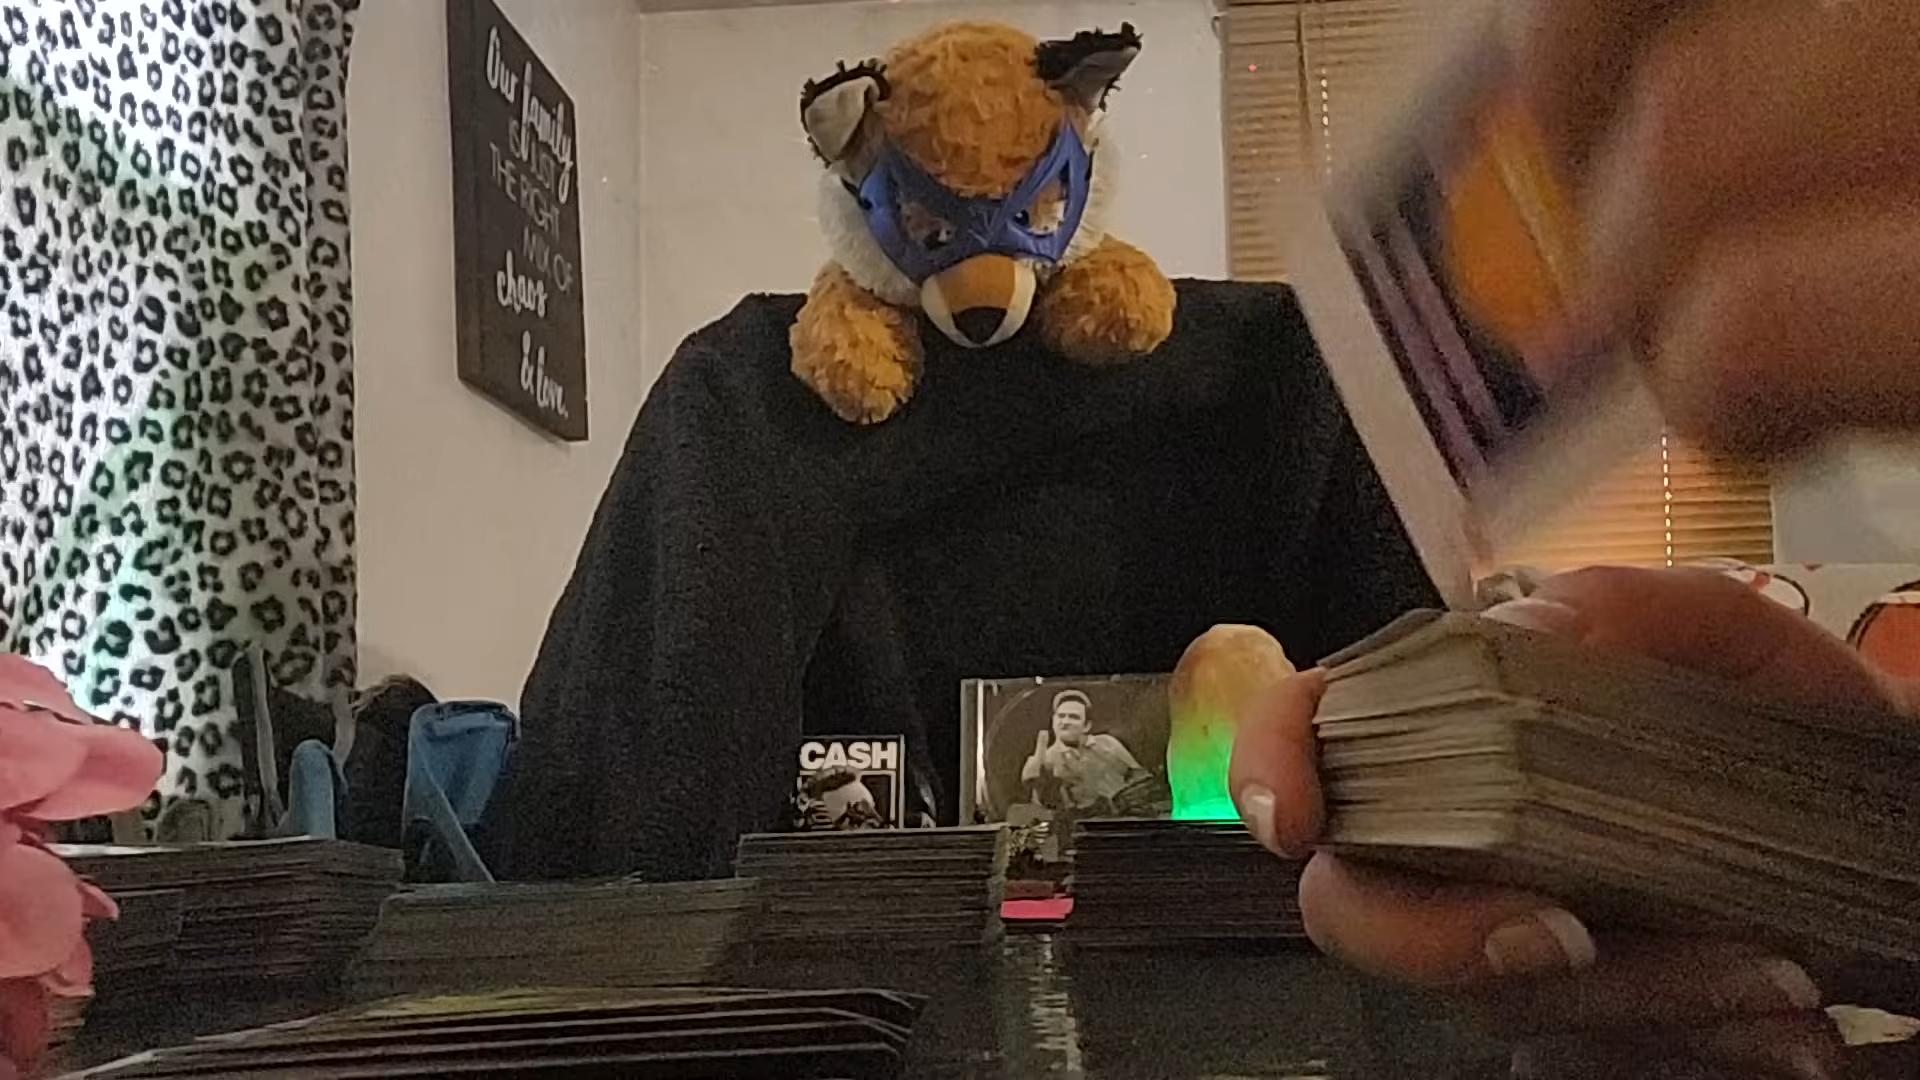 Our family
IS JUST
THE RIGHT
MIX OF
chaos
& love.
CASH